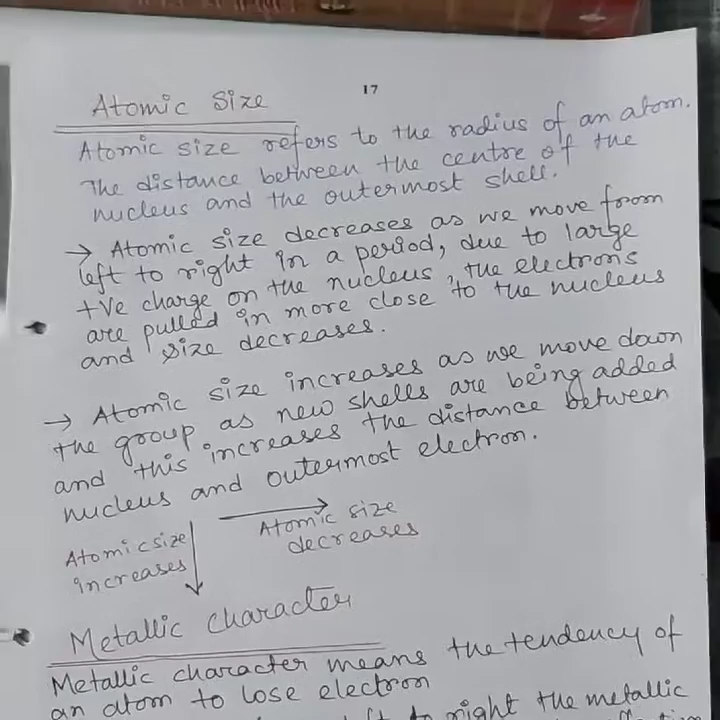 17
Atomic Size
Atomic size refers to the radius of an atom.
The distance between the centre of the
nucleus and the outermost shell.
→ Atomic size decreases as we move from
left to right in a period, due to large
+ve charge on the nucleus, the electrons
are pulled in more close to the nucleus
and size decreases.
→ Atomic size increases as we move down
the group as new shells are being added
and this increases the distance between
nucleus and outermost electron.
Atomic size
increases
Atomic size
decreases
Metallic character
Metallic character means the tendency of
an atom to lose electron
to right the metallic